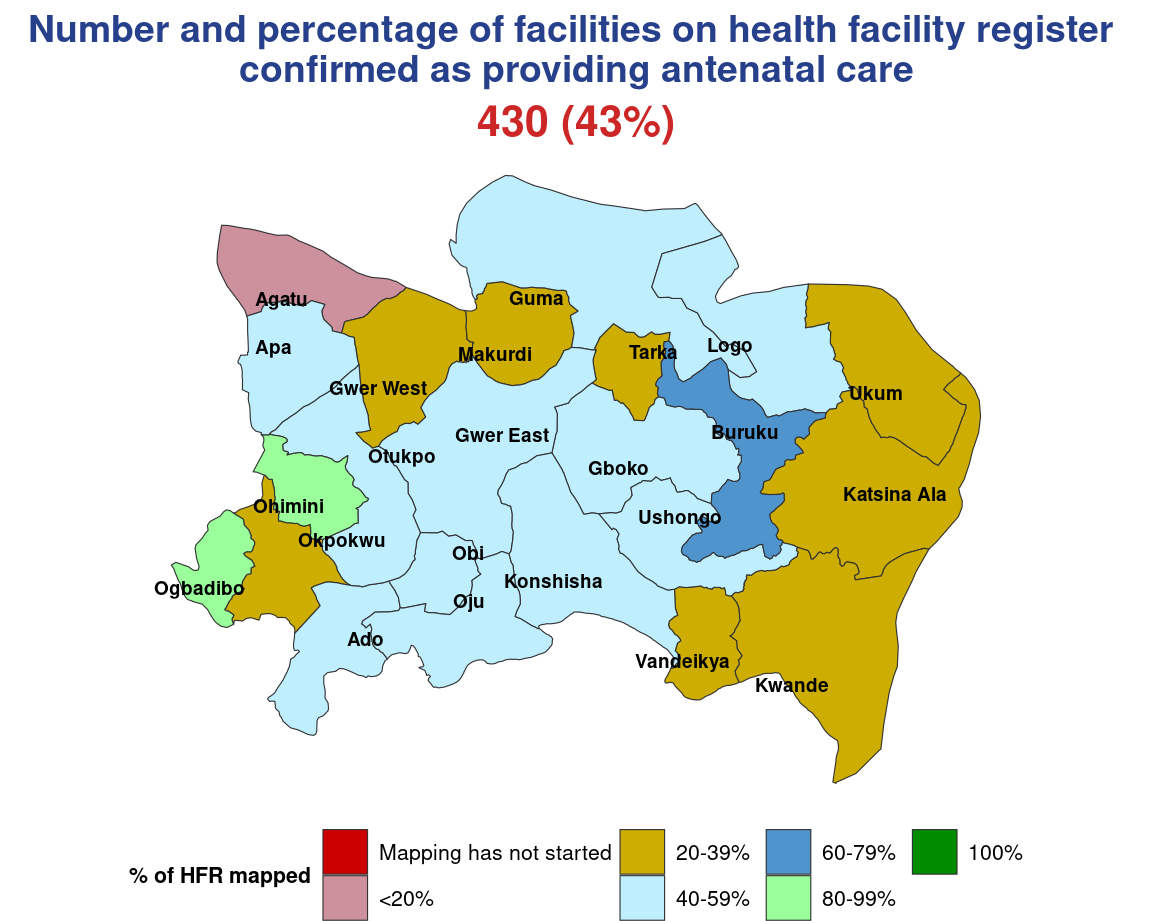 Number and percentage of facilities on health facility register
confirmed as providing antenatal care
430 (43%)
Agatu
Guma
Apa
Makurdi
Tarka
Logo
Gwer West
Ukum
Otukpo
Gwer East
Buruku
Gboko
Katsina Ala
Ohimini
Ushongo
Okpokwu
Obi
Ogbadibo
Konshisha
Oju
Ado
Vandeikya
Kwande
% of HFR mapped
Mapping has not started
<20%
20-39%
40-59%
60-79%
80-99%
100%